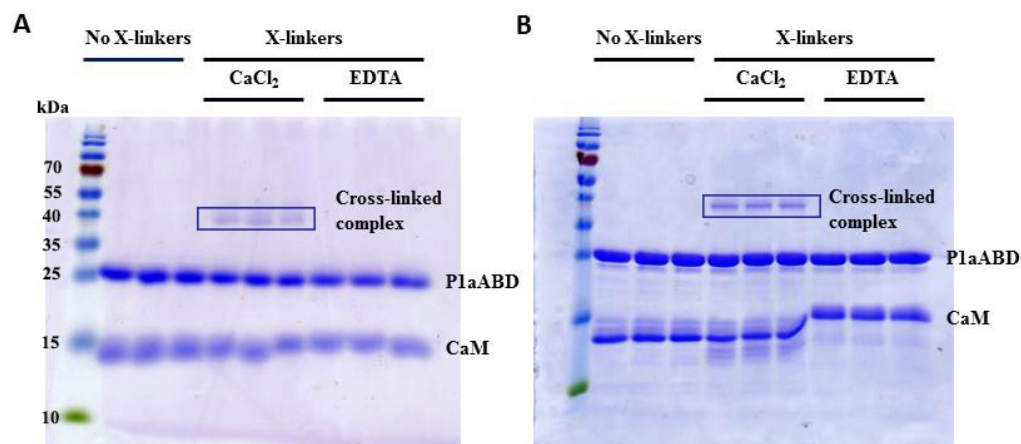 A
No X-linkers
X-linkers
CaCl₂
EDTA
kDa
70
55
40
35
25
15
10
Cross-linked
complex
PlaABD
CaM
B
No X-linkers
X-linkers
CaCl₂
EDTA
Cross-linked
complex
PlaABD
CaM